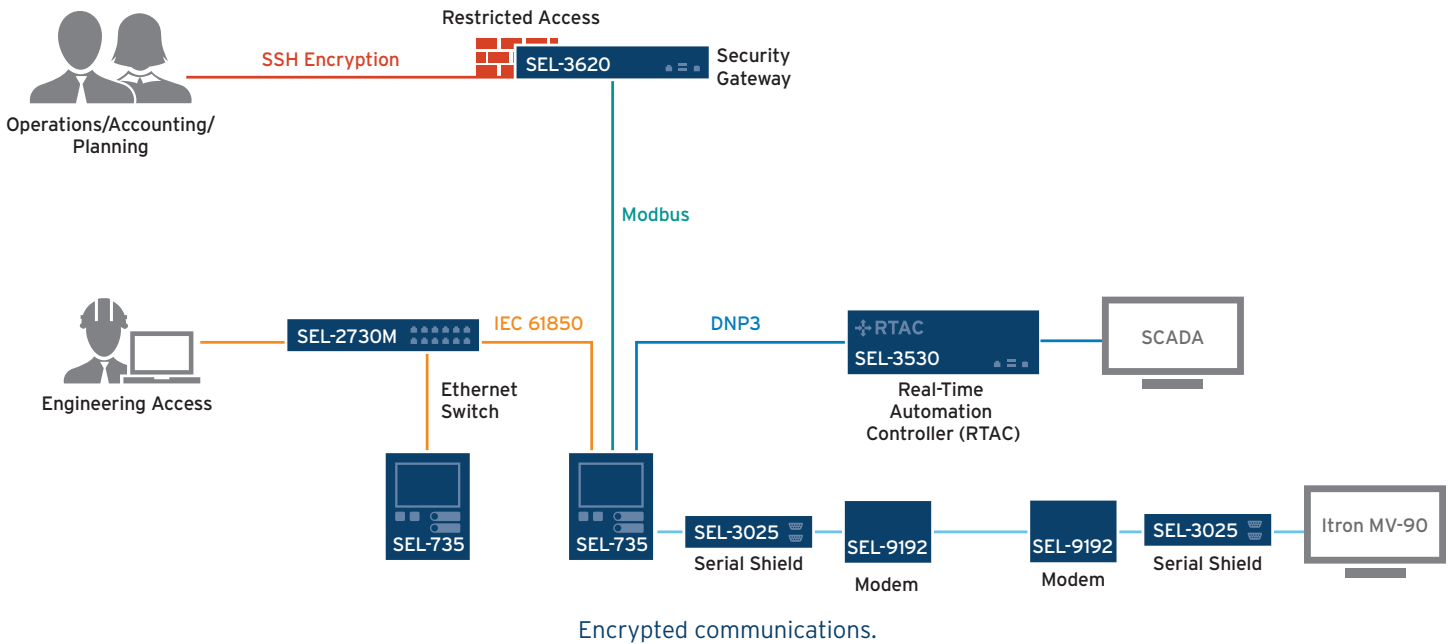 Restricted Access
SSH Encryption
SEL-3620
Security
Gateway
Operations/Accounting/
Planning
Modbus
IEC 61850
DNP3
SEL-2730M
RTAC
SEL-3530
SCADA
Engineering Access
Ethernet
Switch
Real-Time
Automation
Controller (RTAC)
SEL-735
SEL-735
SEL-3025
Serial Shield
SEL-9192
Modem
SEL-9192
Modem
SEL-3025
Serial Shield
Itron MV-90
Encrypted communications.